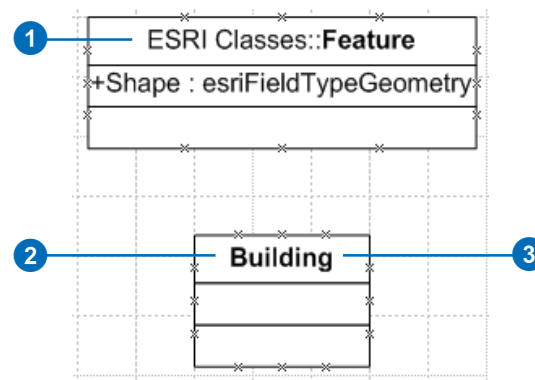 1 ESRI Classes::Feature
+Shape : esriFieldTypeGeometry
2 Building 3